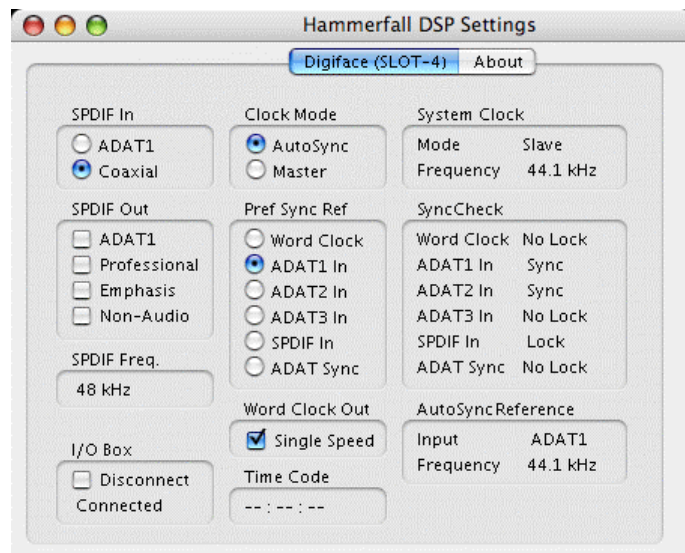 Hammerfall DSP Settings
Digiface (SLOT-4) About
SPDIF In
ADAT1
Coaxial
SPDIF Out
ADAT1
Professional
Emphasis
Non-Audio
SPDIF Freq.
48 kHz
I/O Box
Disconnect
Connected
Clock Mode
AutoSync
Master
Pref Sync Ref
Word Clock
ADAT1 In
ADAT2 In
ADAT3 In
SPDIF In
ADAT Sync
Word Clock Out
Single Speed
Time Code
--:--:--
System Clock
Mode Slave
Frequency 44.1 kHz
SyncCheck
Word Clock No Lock
ADAT1 In Sync
ADAT2 In Sync
ADAT3 In No Lock
SPDIF In Lock
ADAT Sync No Lock
AutoSyncReference
Input ADAT1
Frequency 44.1 kHz